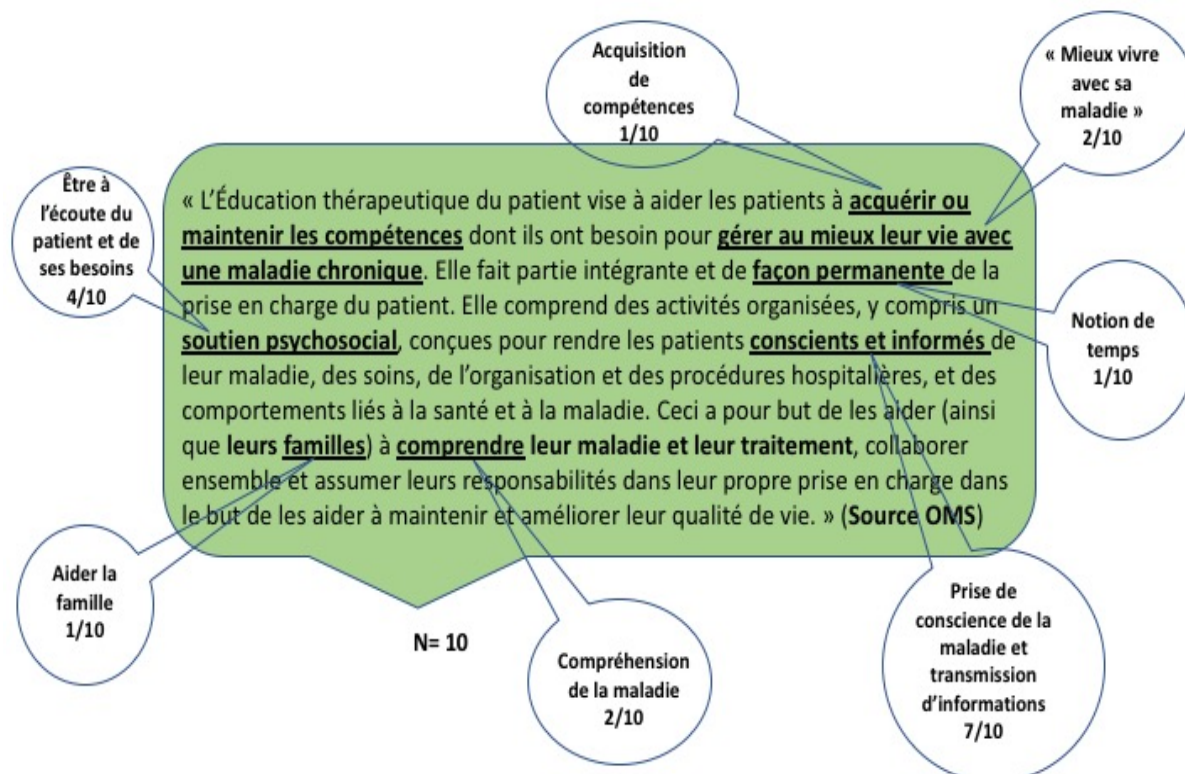 Acquisition
de
compétences
1/10
« Mieux vivre
avec sa
maladie »
2/10
Être à
l'écoute du
patient et de
ses besoins
4/10
« L'Éducation thérapeutique du patient vise à aider les patients à acquérir ou
maintenir les compétences dont ils ont besoin pour gérer au mieux leur vie avec
une maladie chronique. Elle fait partie intégrante et de façon permanente de la
prise en charge du patient. Elle comprend des activités organisées, y compris un
soutien psychosocial, conçues pour rendre les patients conscients et informés de
leur maladie, des soins, de l'organisation et des procédures hospitalières, et des
comportements liés à la santé et à la maladie. Ceci a pour but de les aider (ainsi
que leurs familles) à comprendre leur maladie et leur traitement, collaborer
ensemble et assumer leurs responsabilités dans leur propre prise en charge dans
le but de les aider à maintenir et améliorer leur qualité de vie. » (Source OMS)
Notion de
temps
1/10
Aider la
famille
1/10
N= 10
Compréhension
de la maladie
2/10
Prise de
conscience de la
maladie et
transmission
d'informations
7/10